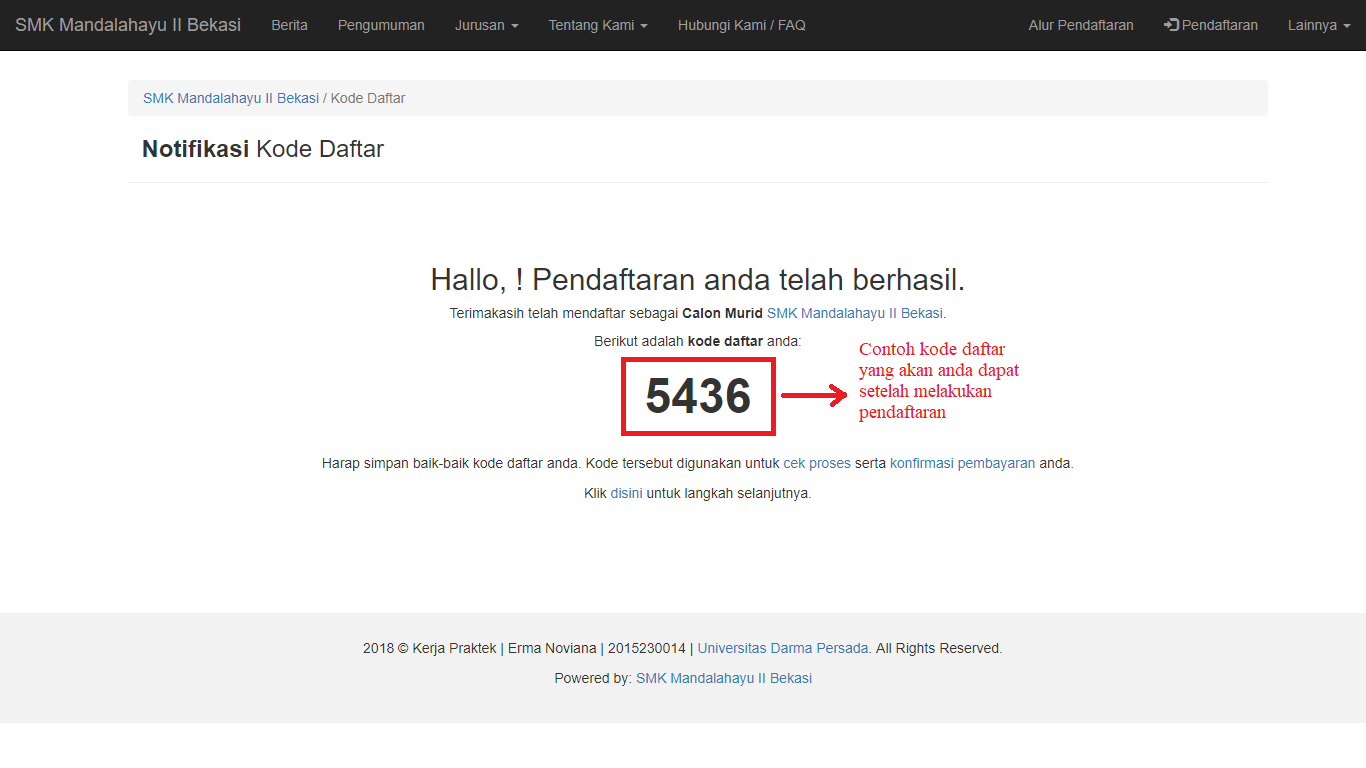 SMK Mandalahayu II Bekasi Berita Pengumuman Jurusan Tentang Kami Hubungi Kami / FAQ Alur Pendaftaran Pendaftaran Lainnya
SMK Mandalahayu II Bekasi / Kode Daftar
Notifikasi Kode Daftar
Hallo, ! Pendaftaran anda telah berhasil.
Terimakasih telah mendaftar sebagai Calon Murid SMK Mandalahayu II Bekasi.
Berikut adalah kode daftar anda:
5436
Contoh kode daftar
yang akan anda dapat
setelah melakukan
pendaftaran
Harap simpan baik-baik kode daftar anda. Kode tersebut digunakan untuk cek proses serta konfirmasi pembayaran anda.
Klik disini untuk langkah selanjutnya.
2018 © Kerja Praktek | Erma Noviana | 2015230014 | Universitas Darma Persada. All Rights Reserved.
Powered by: SMK Mandalahayu II Bekasi